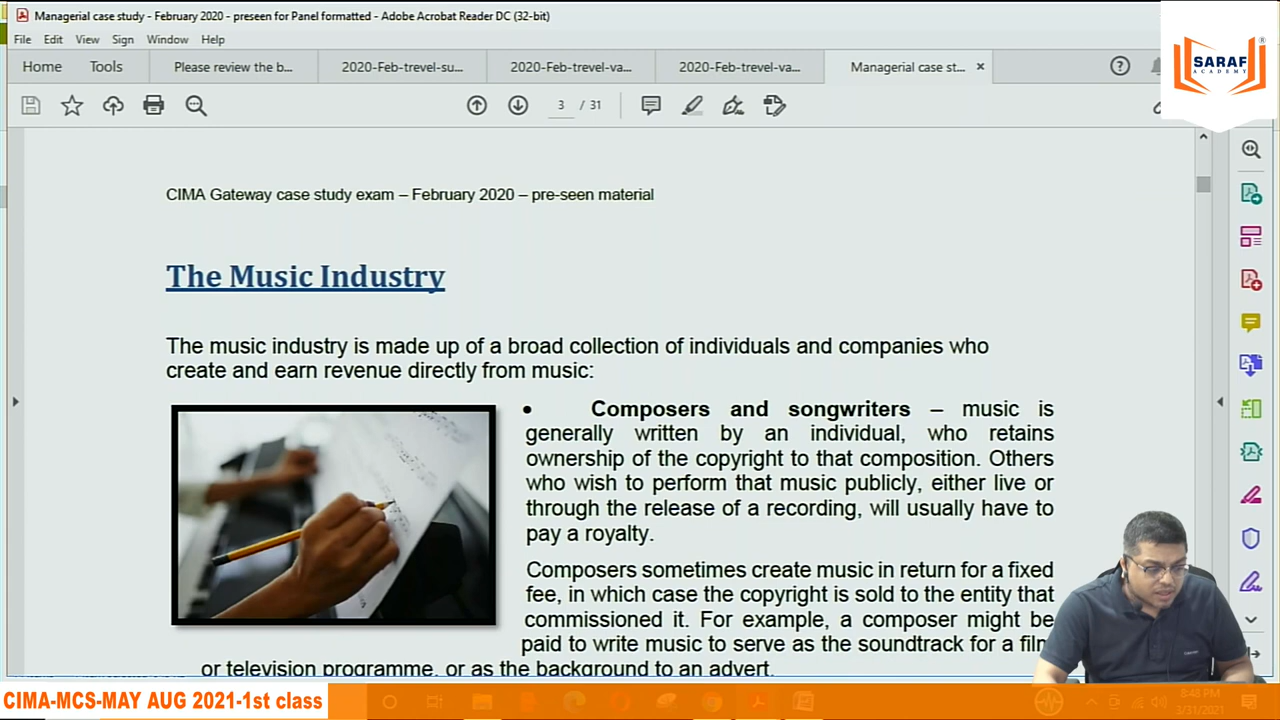 Managerial case study - February 2020 - preseen for Panel formatted - Adobe Acrobat Reader DC (32-bit)
File Edit View Sign Window Help
Home Tools Please review the b... 2020-Feb-trevel-su... 2020-Feb-trevel-va... 2020-Feb-trevel-va... Managerial case st... ×
3 / 31
SARAF
ACADEMY
®
CIMA Gateway case study exam – February 2020 – pre-seen material
The Music Industry
The music industry is made up of a broad collection of individuals and companies who
create and earn revenue directly from music:
• Composers and songwriters – music is
generally written by an individual, who retains
ownership of the copyright to that composition. Others
who wish to perform that music publicly, either live or
through the release of a recording, will usually have to
pay a royalty.
Composers sometimes create music in return for a fixed
fee, in which case the copyright is sold to the entity that
commissioned it. For example, a composer might be
paid to write music to serve as the soundtrack for a film
or television programme, or as the background to an advert.
CIMA-MCS-MAY AUG 2021-1st class
8:48 PM
3/31/2021